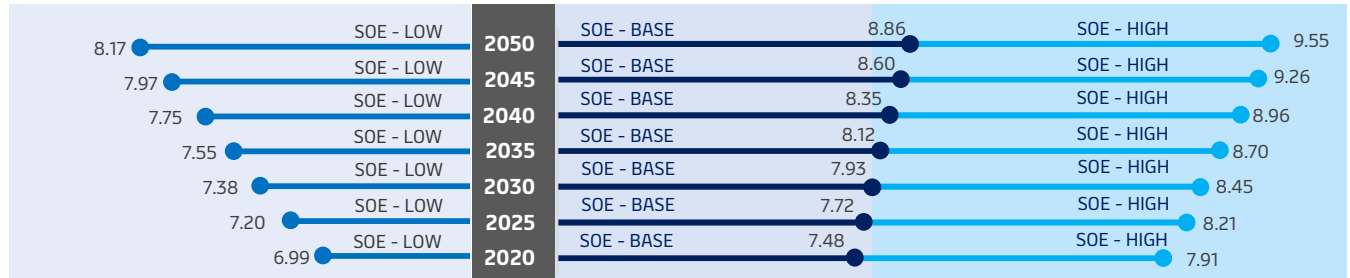 8.17 SOE - LOW 2050 SOE - BASE 8.86 SOE - HIGH 9.55
7.97 SOE - LOW 2045 SOE - BASE 8.60 SOE - HIGH 9.26
7.75 SOE - LOW 2040 SOE - BASE 8.35 SOE - HIGH 8.96
7.55 SOE - LOW 2035 SOE - BASE 8.12 SOE - HIGH 8.70
7.38 SOE - LOW 2030 SOE - BASE 7.93 SOE - HIGH 8.45
7.20 SOE - LOW 2025 SOE - BASE 7.72 SOE - HIGH 8.21
6.99 SOE - LOW 2020 SOE - BASE 7.48 SOE - HIGH 7.91